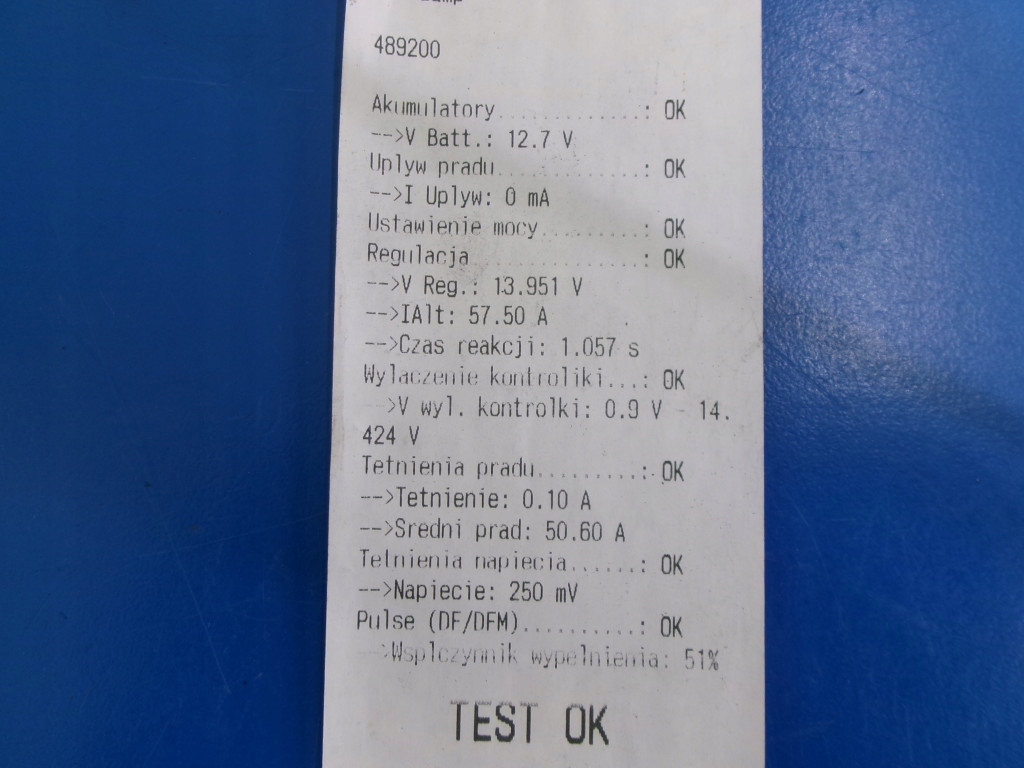 489200
Akumulatory............: OK
-->V Batt.: 12.7 V
Uplyw pradu............: OK
-->I Uplyw: 0 mA
Ustawienie mocy........: OK
Regulacja..............: OK
-->V Reg.: 13.951 V
-->IAlt: 57.50 A
-->Czas reakcji: 1.057 s
Wylaczenie kontroliki...: OK
-->V wyl. kontrolki: 0.9 V - 14.
424 V
Tetnienia pradu.........: OK
-->Tetnienie: 0.10 A
-->Sredni prad: 50.60 A
Tetnienia napiecia......: OK
-->Napiecie: 250 mV
Pulse (DF/DFM)..........: OK
-->Wsplczynnik wypelnienia: 51%
TEST OK